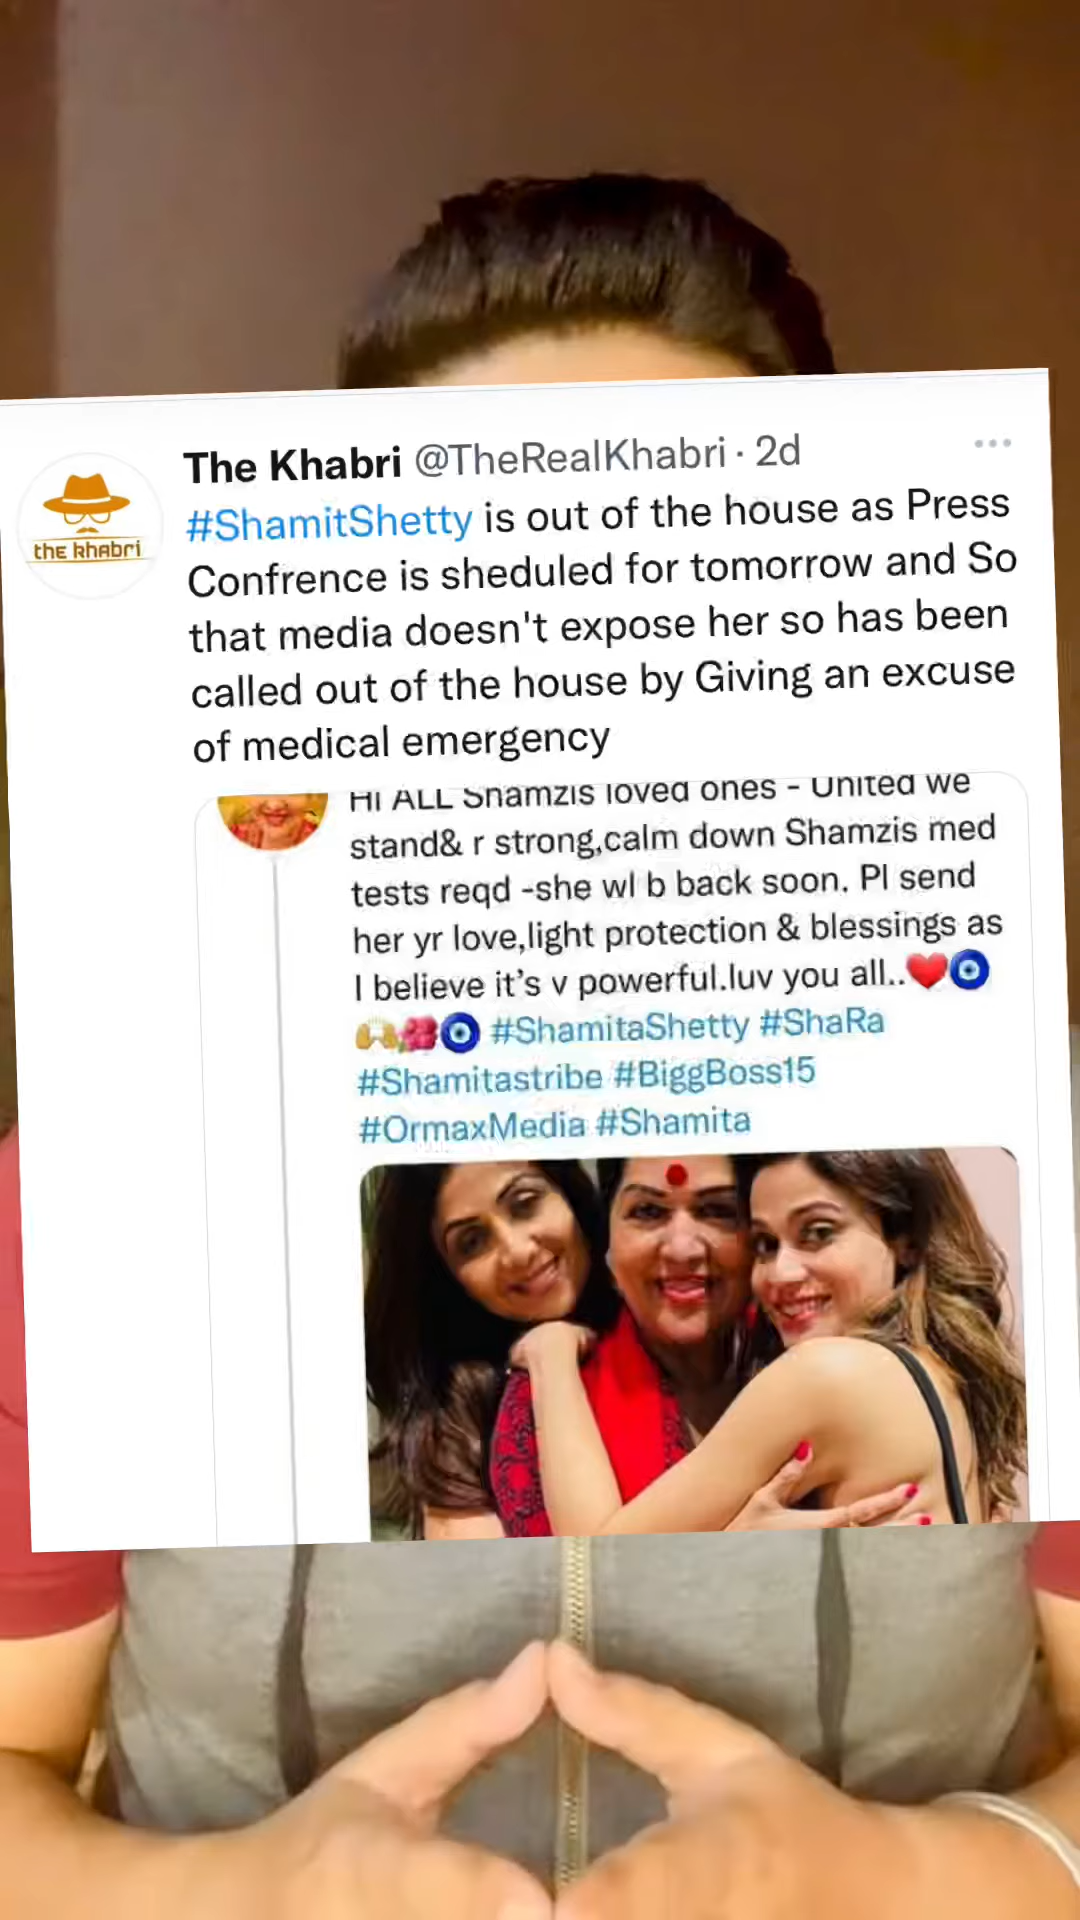 The Khabri @TheRealKhabri · 2d
the khabri
#ShamitShetty is out of the house as Press
Confrence is sheduled for tomorrow and So
that media doesn't expose her so has been
called out of the house by Giving an excuse
of medical emergency
HI ALL Shamzis loved ones - United we
stand& r strong,calm down Shamzis med
tests reqd -she wl b back soon. Pl send
her yr love,light protection & blessings as
I believe it’s v powerful.luv you all..❤️🧿
🙌🌺🧿 #ShamitaShetty #ShaRa
#Shamitastribe #BiggBoss15
#OrmaxMedia #Shamita